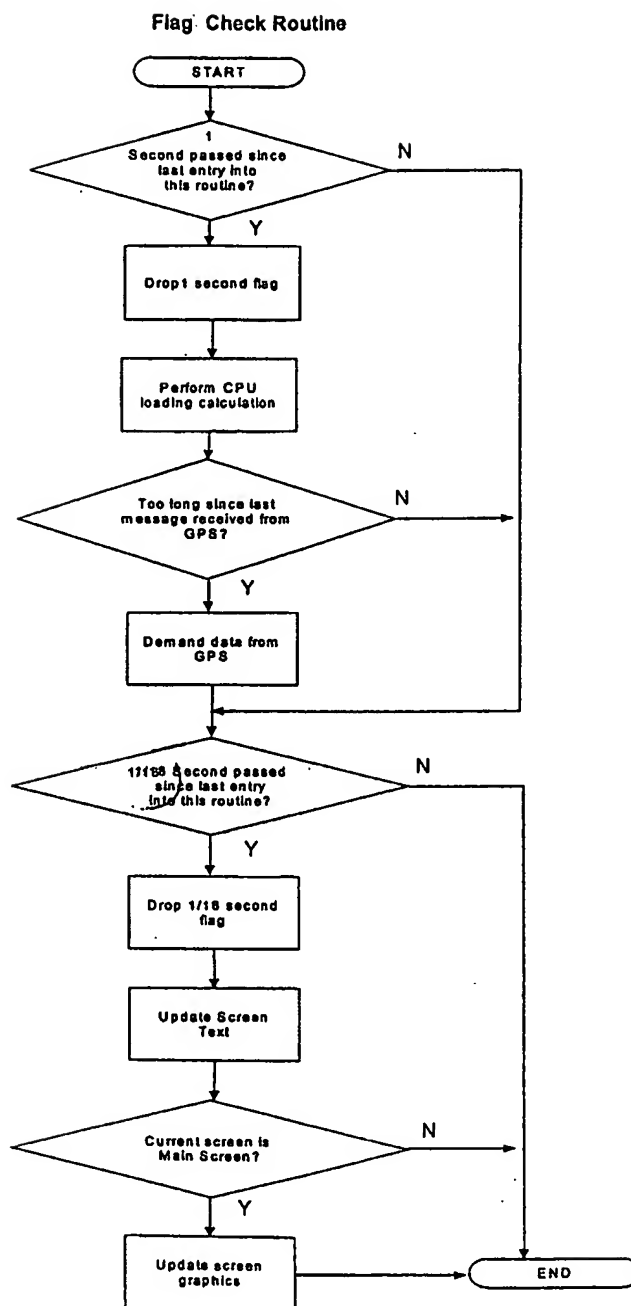 Flag Check Routine
START
1
Second passed since
last entry into
this routine?
N
Y
Drop1 second flag
Perform CPU
loading calculation
Too long since last
message received from
GPS?
N
Y
Demand data from
GPS
Second passed
since last entry
into this routine?
N
Y
Drop 1/16 second
flag
Update Screen
Text
Current screen is
Main Screen?
N
Y
Update screen
graphics
END